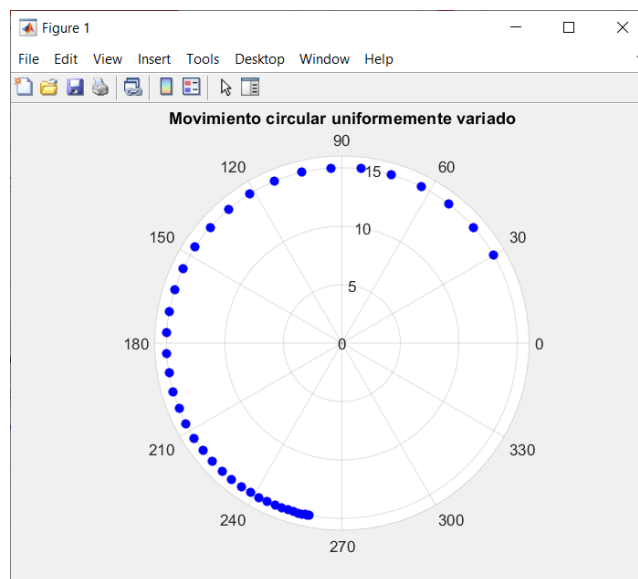 Figure 1
File Edit View Insert Tools Desktop Window Help
Movimiento circular uniformemente variado
90
120 60
15
150 10 30
5
180 0 0
210 330
240 300
270